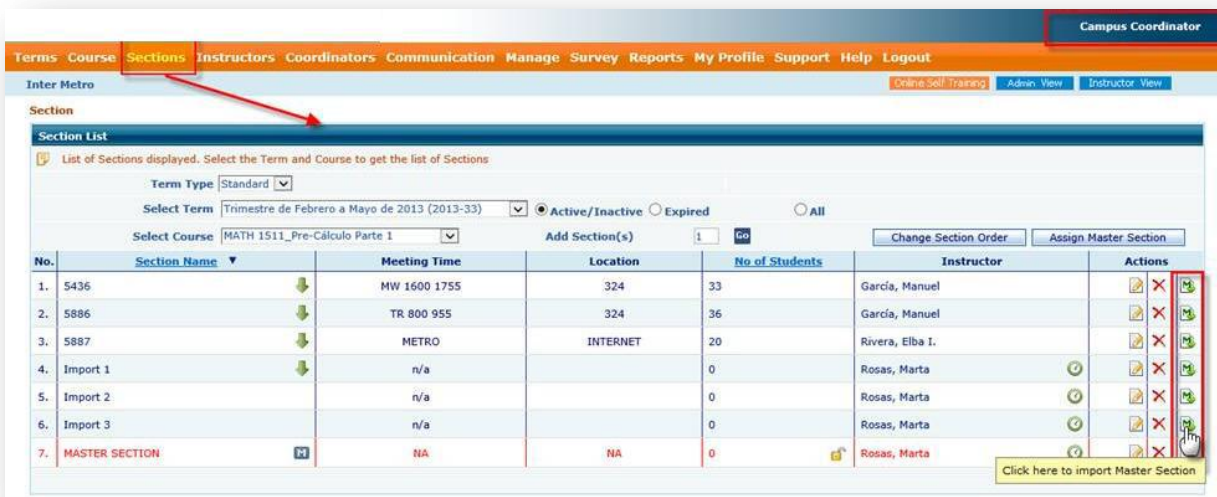 Campus Coordinator
Terms Course Sections Instructors Coordinators Communication Manage Survey Reports My Profile Support Help Logout
Inter Metro Online Self Training Admin View Instructor View
Section
Section List
List of Sections displayed. Select the Term and Course to get the list of Sections
Term Type Standard
Select Term Trimestre de Febrero a Mayo de 2013 (2013-33) Active/Inactive Expired All
Select Course MATH 1511_Pre-Cálculo Parte 1 Add Section(s) 1 Go Change Section Order Assign Master Section
No. Section Name Meeting Time Location No of Students Instructor Actions
1. 5436 MW 1600 1755 324 33 García, Manuel M
2. 5886 TR 800 955 324 36 García, Manuel M
3. 5887 METRO INTERNET 20 Rivera, Elba I. M
4. Import 1 n/a 0 Rosas, Marta M
5. Import 2 n/a 0 Rosas, Marta M
6. Import 3 n/a 0 Rosas, Marta M
7. MASTER SECTION M NA NA 0 Rosas, Marta
Click here to import Master Section